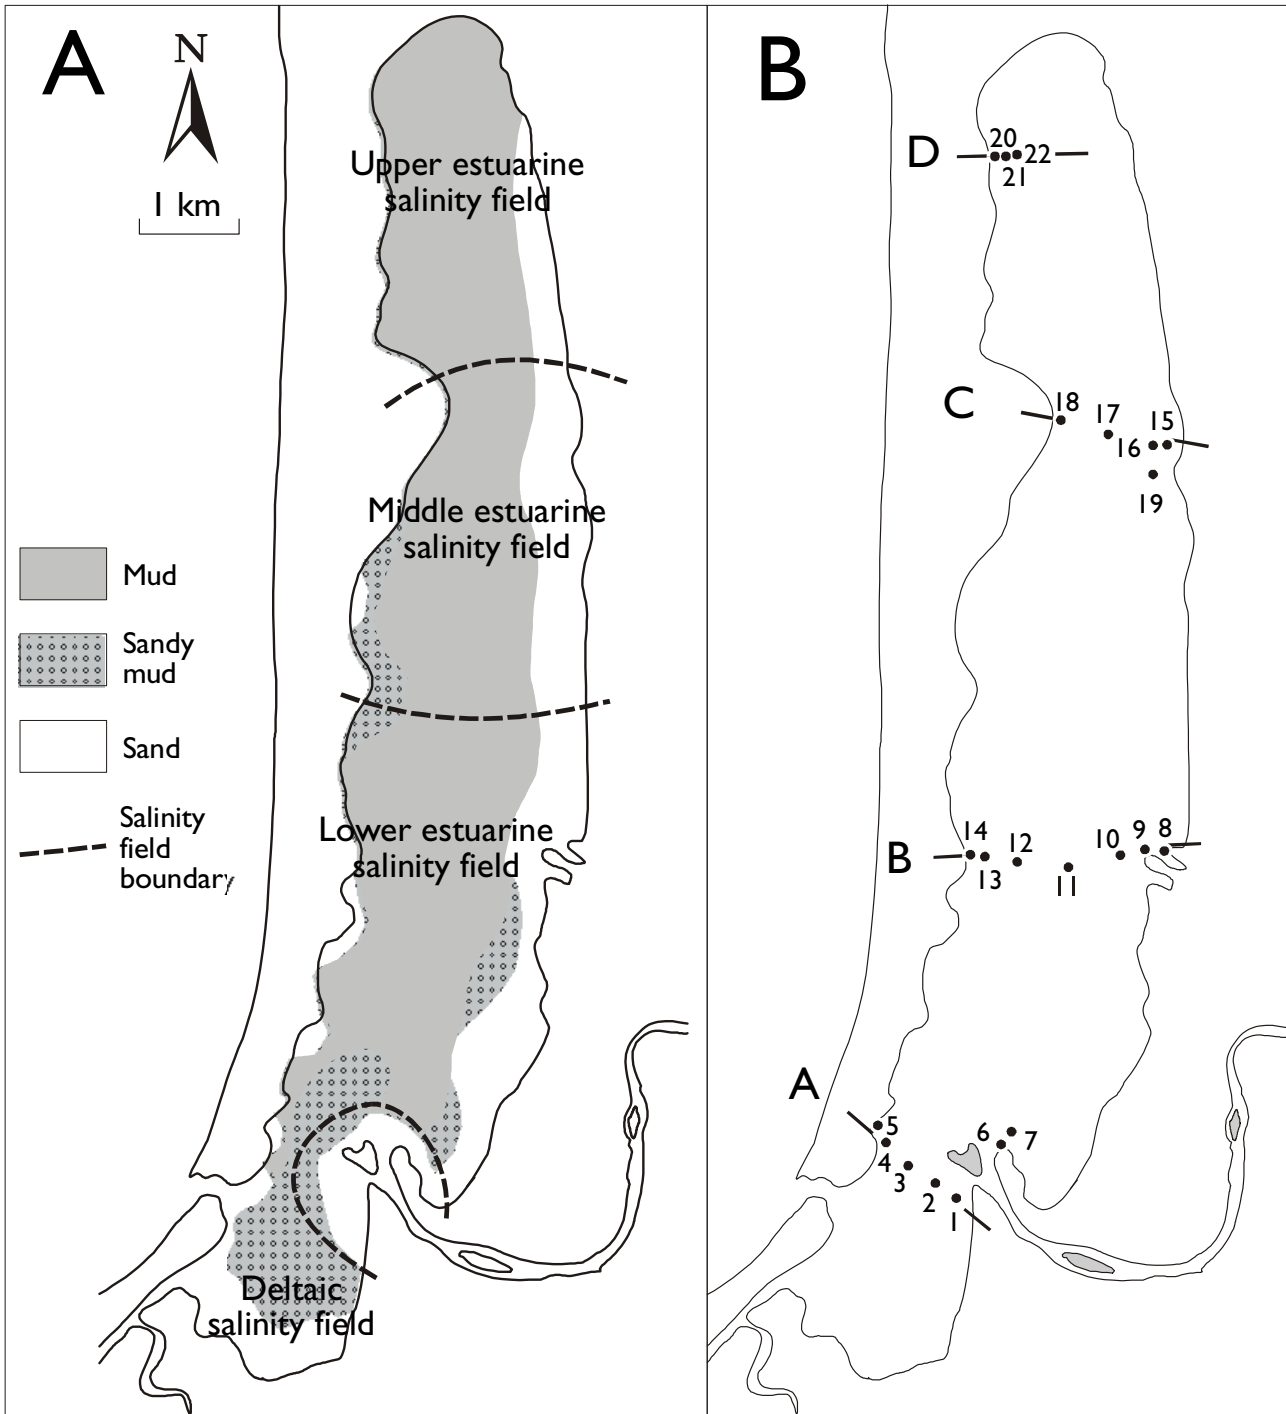 A
N
1 km
Upper estuarine
salinity field
Middle estuarine
salinity field
Mud
Sandy
mud
Sand
Salinity
field
boundary
Lower estuarine
salinity field
Deltaic
salinity field
B
D
20
22
21
C
18
17
15
16
19
B
14
13
12
11
10
9
8
A
5
4
3
2
1
6
7